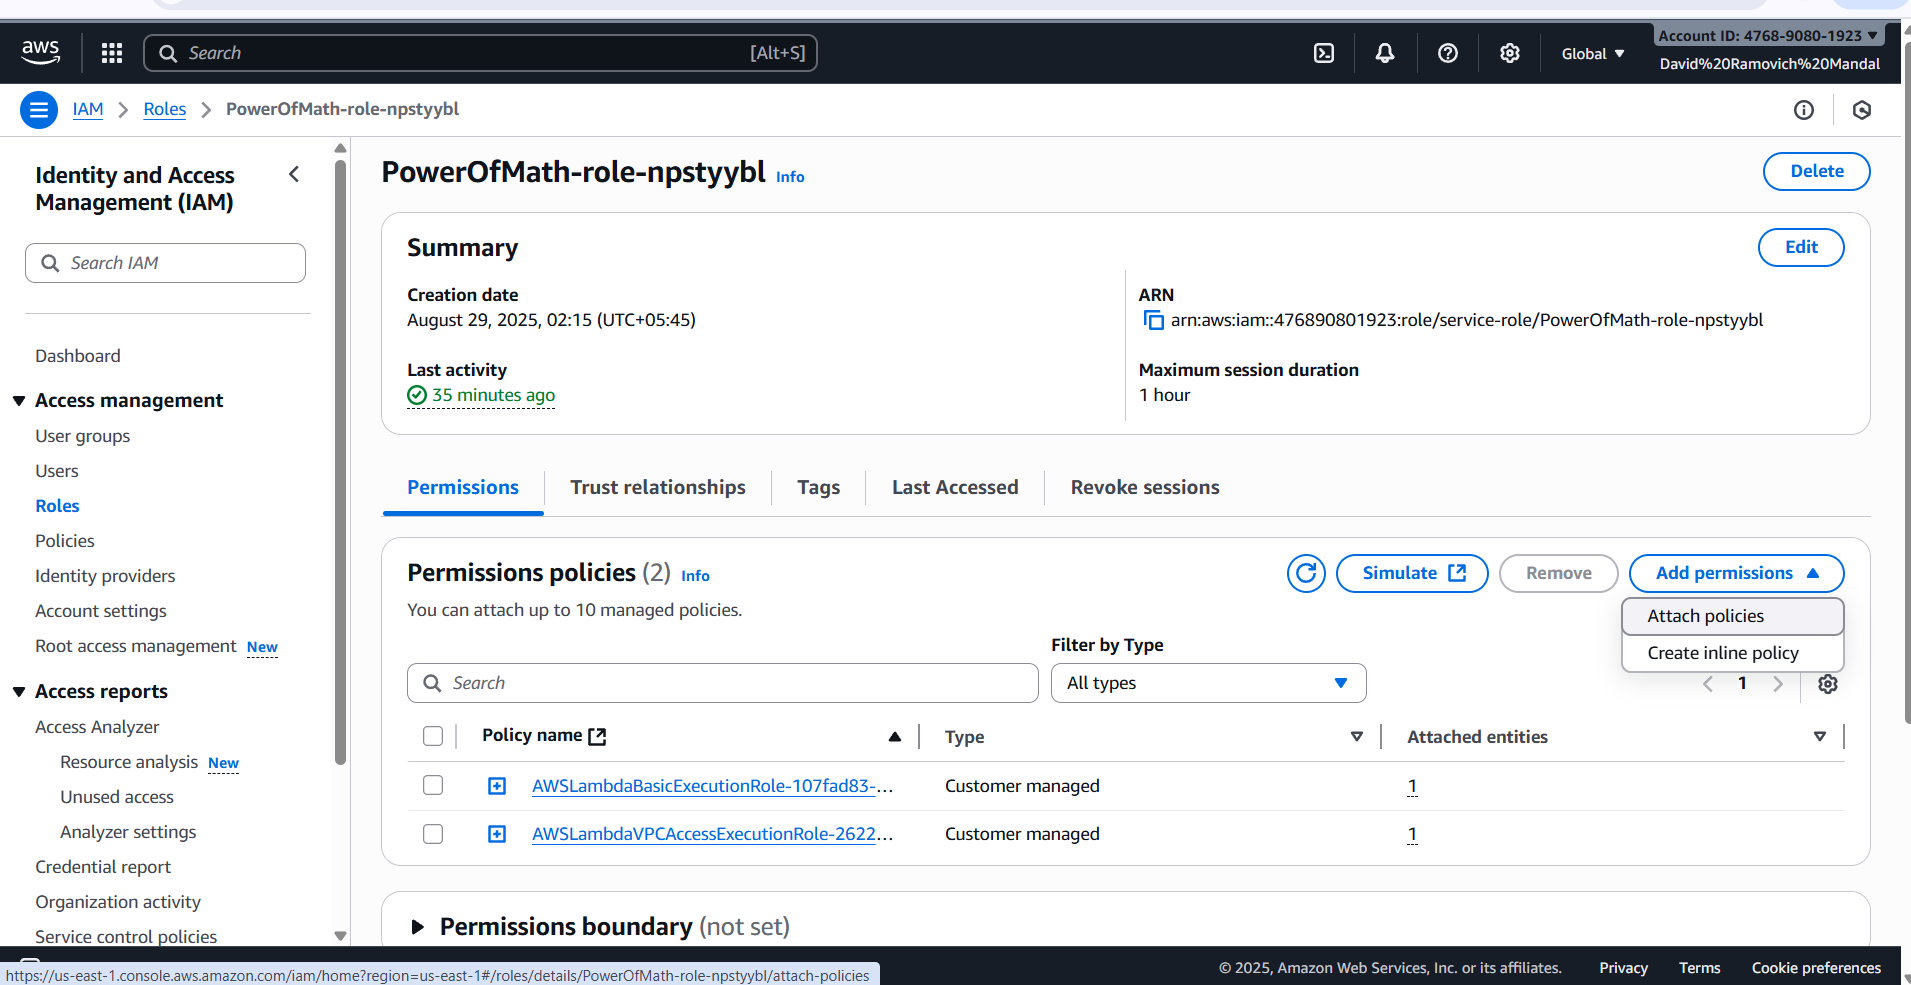 aws
Search
[Alt+S]
Global
Account ID: 4768-9080-1923
David%20Ramovich%20Mandal
IAM
Roles
PowerOfMath-role-npstyybl
Identity and Access
Management (IAM)
Search IAM
Dashboard
Access management
User groups
Users
Roles
Policies
Identity providers
Account settings
Root access management New
Access reports
Access Analyzer
Resource analysis New
Unused access
Analyzer settings
Credential report
Organization activity
Service control policies
PowerOfMath-role-npstyybl Info
Delete
Summary
Edit
Creation date
August 29, 2025, 02:15 (UTC+05:45)
ARN
arn:aws:iam::476890801923:role/service-role/PowerOfMath-role-npstyybl
Last activity
35 minutes ago
Maximum session duration
1 hour
Permissions
Trust relationships
Tags
Last Accessed
Revoke sessions
Permissions policies (2) Info
Simulate
Remove
Add permissions
You can attach up to 10 managed policies.
Attach policies
Create inline policy
Filter by Type
Search
All types
1
Policy name
Type
Attached entities
AWSLambdaBasicExecutionRole-107fad83-...
Customer managed
1
AWSLambdaVPCAccessExecutionRole-2622...
Customer managed
1
Permissions boundary (not set)
https://us-east-1.console.aws.amazon.com/iam/home?region=us-east-1#/roles/details/PowerOfMath-role-npstyybl/attach-policies
© 2025, Amazon Web Services, Inc. or its affiliates.
Privacy
Terms
Cookie preferences